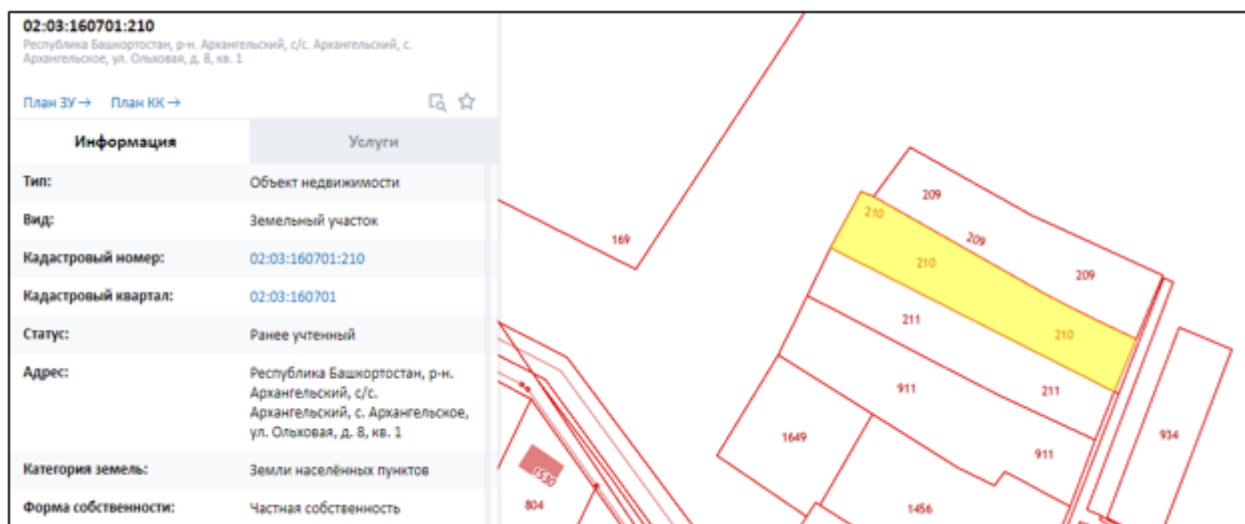 02:03:160701:210
Республика Башкортостан, р-н. Архангельский, с/с. Архангельский, с.
Архангельское, ул. Ольховая, д. 8, кв. 1
План ЗУ → План КК →
Информация Услуги
Тип: Объект недвижимости
Вид: Земельный участок
Кадастровый номер: 02:03:160701:210
Кадастровый квартал: 02:03:160701
Статус: Ранее учтенный
Адрес: Республика Башкортостан, р-н.
Архангельский, с/с.
Архангельский, с. Архангельское,
ул. Ольховая, д. 8, кв. 1
Категория земель: Земли населённых пунктов
Форма собственности: Частная собственность
209
210
169
209
210
209
211
210
911
211
1649
934
911
1530
804
1456